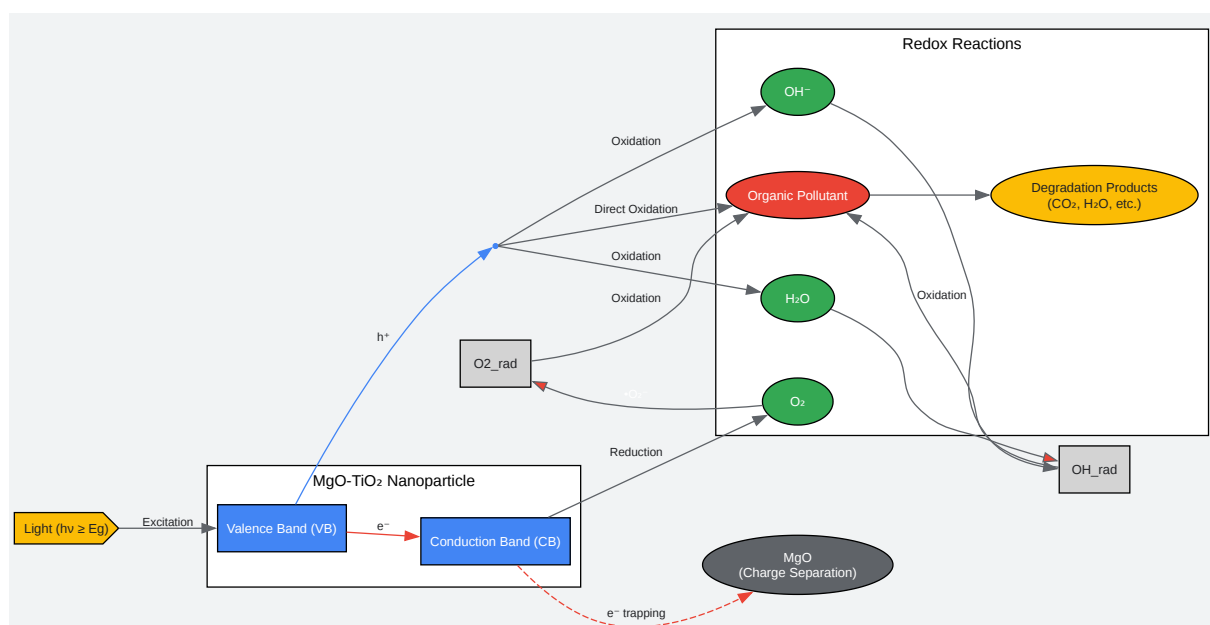 Redox Reactions
OH⁻
Oxidation
Organic Pollutant
Degradation Products
(CO₂, H₂O, etc.)
Direct Oxidation
Oxidation
H₂O
Oxidation
Oxidation
h⁺
O2_rad
O₂
Reduction
OH_rad
MgO-TiO₂ Nanoparticle
Light (hν ≥ Eg)
Excitation
Valence Band (VB)
e⁻
Conduction Band (CB)
MgO
(Charge Separation)
e⁻ trapping